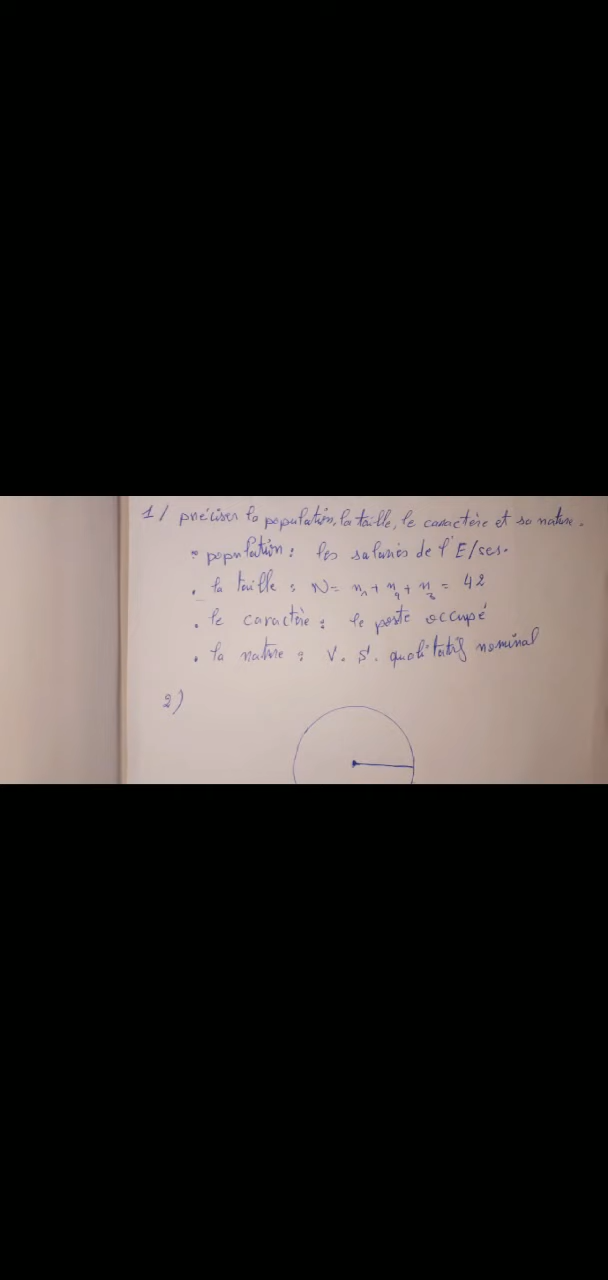 1/ préciser la population, la taille, le caractère et sa nature.
• population : les salariés de l'E/ses.
• la taille : N = n₁ + n₂ + n₃ = 42
• le caractère : le poste occupé
• la nature : V. S. qualitatif nominal
2)